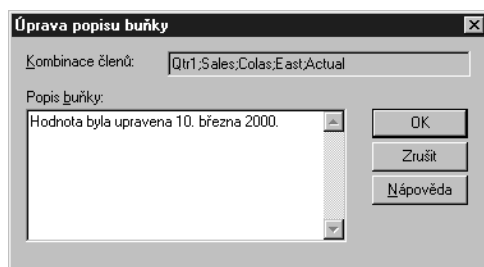 Úprava popisu buňky
Kombinace členů: Qtr1;Sales;Colas;East;Actual
Popis buňky:
Hodnota byla upravena 10. března 2000.
OK
Zrušit
Nápověda